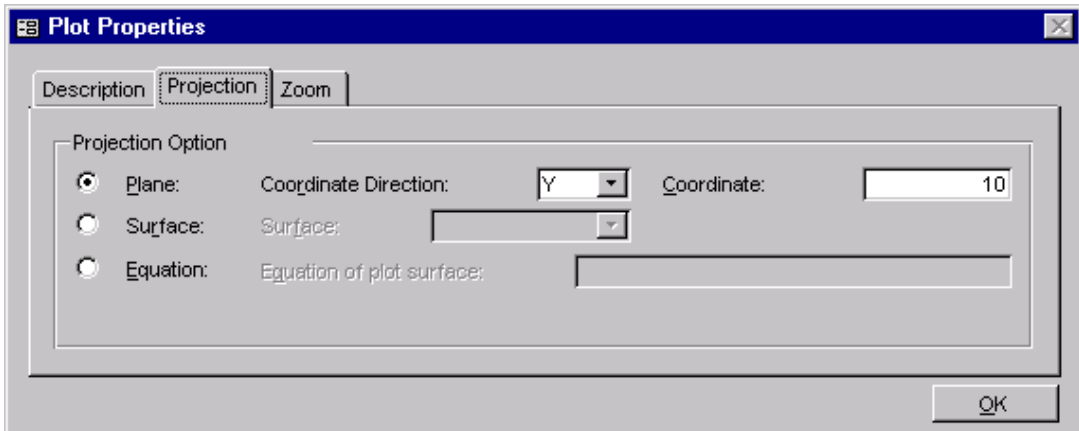 Plot Properties
Description Projection Zoom
Projection Option
Plane: Coordinate Direction: Y Coordinate: 10
Surface: Surface:
Equation: Equation of plot surface:
OK